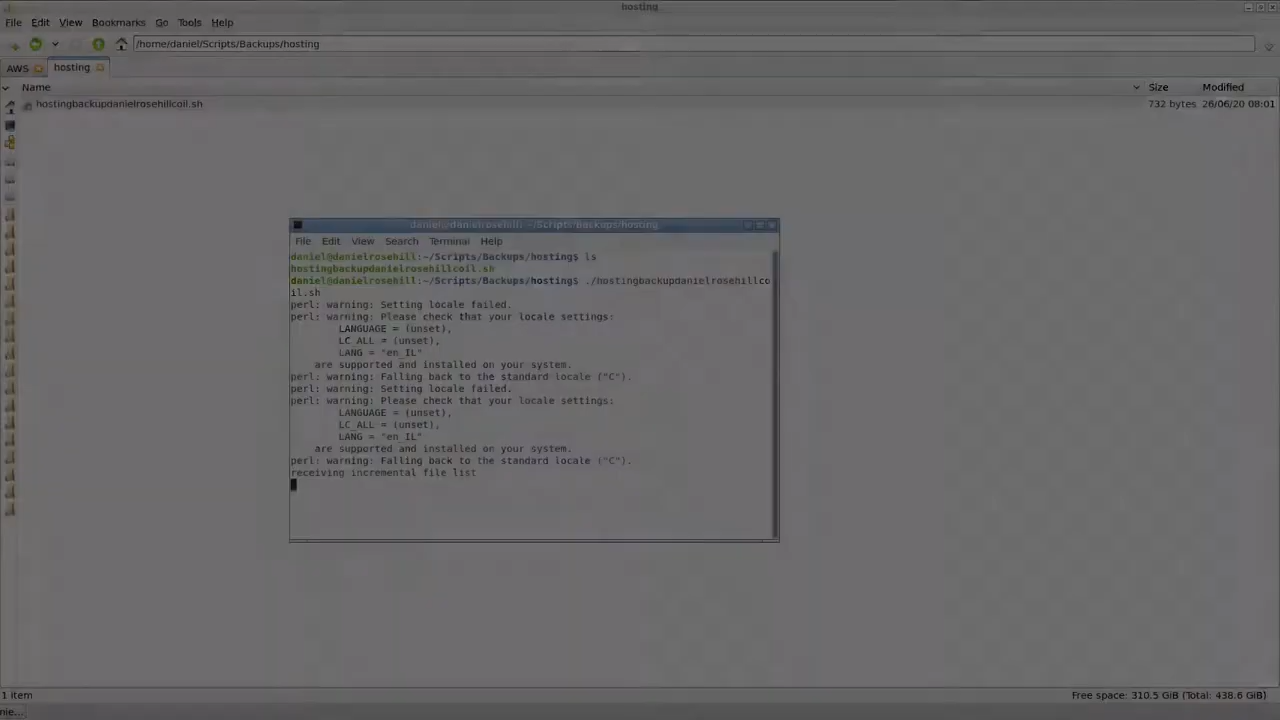 hosting
File Edit View Bookmarks Go Tools Help
/home/daniel/Scripts/Backups/hosting
AWS hosting
Name Size Modified
hostingbackupdanielrosehillcoil.sh 732 bytes 26/06/20 08:01
daniel@danielrosehill: ~/Scripts/Backups/hosting
File Edit View Search Terminal Help
daniel@danielrosehill:~/Scripts/Backups/hosting$ ls
hostingbackupdanielrosehillcoil.sh
daniel@danielrosehill:~/Scripts/Backups/hosting$ ./hostingbackupdanielrosehillco
il.sh
perl: warning: Setting locale failed.
perl: warning: Please check that your locale settings:
LANGUAGE = (unset),
LC_ALL = (unset),
LANG = "en_IL"
are supported and installed on your system.
perl: warning: Falling back to the standard locale ("C").
perl: warning: Setting locale failed.
perl: warning: Please check that your locale settings:
LANGUAGE = (unset),
LC_ALL = (unset),
LANG = "en_IL"
are supported and installed on your system.
perl: warning: Falling back to the standard locale ("C").
receiving incremental file list
1 item Free space: 310.5 GiB (Total: 438.6 GiB)
nie...